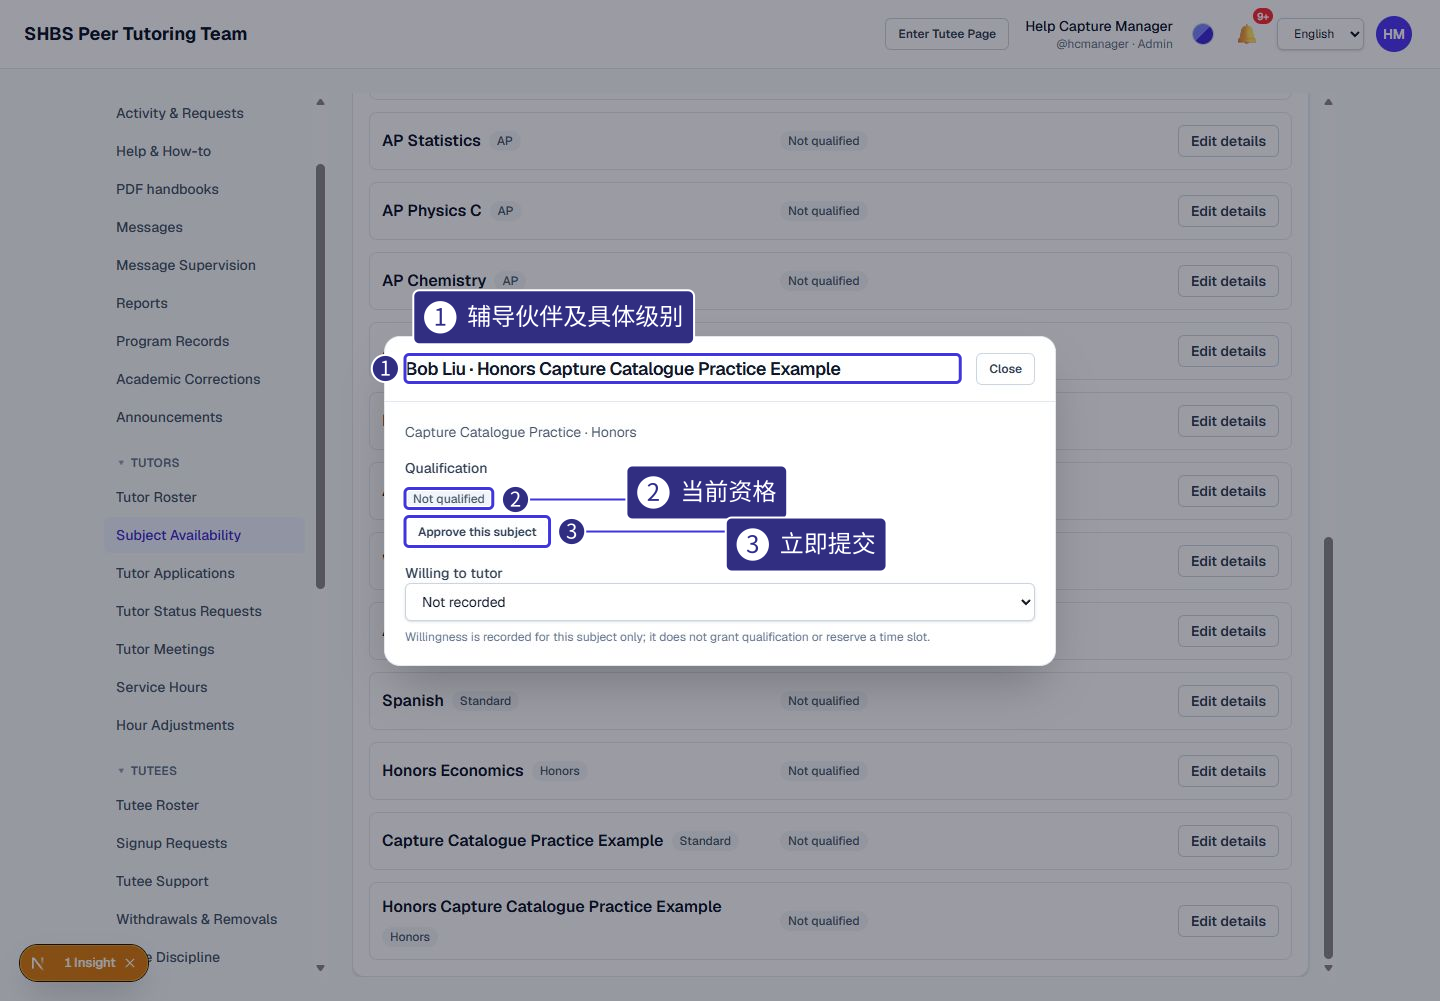 SHBS Peer Tutoring Team
Enter Tutee Page
Help Capture Manager
@hcmanager · Admin
9+
English
HM
Activity & Requests
Help & How-to
PDF handbooks
Messages
Message Supervision
Reports
Program Records
Academic Corrections
Announcements
TUTORS
Tutor Roster
Subject Availability
Tutor Applications
Tutor Status Requests
Tutor Meetings
Service Hours
Hour Adjustments
TUTEES
Tutee Roster
Signup Requests
Tutee Support
Withdrawals & Removals
Discipline
N 1 Insight ×
AP Statistics AP Not qualified Edit details
AP Physics C AP Not qualified Edit details
AP Chemistry AP Not qualified Edit details
Edit details
Edit details
Edit details
Edit details
Edit details
1 辅导伙伴及具体级别
1 Bob Liu · Honors Capture Catalogue Practice Example
Close
Capture Catalogue Practice · Honors
Qualification
Not qualified 2 2 当前资格
Approve this subject 3 3 立即提交
Willing to tutor
Not recorded
Willingness is recorded for this subject only; it does not grant qualification or reserve a time slot.
Spanish Standard Not qualified Edit details
Honors Economics Honors Not qualified Edit details
Capture Catalogue Practice Example Standard Not qualified Edit details
Honors Capture Catalogue Practice Example
Honors
Not qualified Edit details